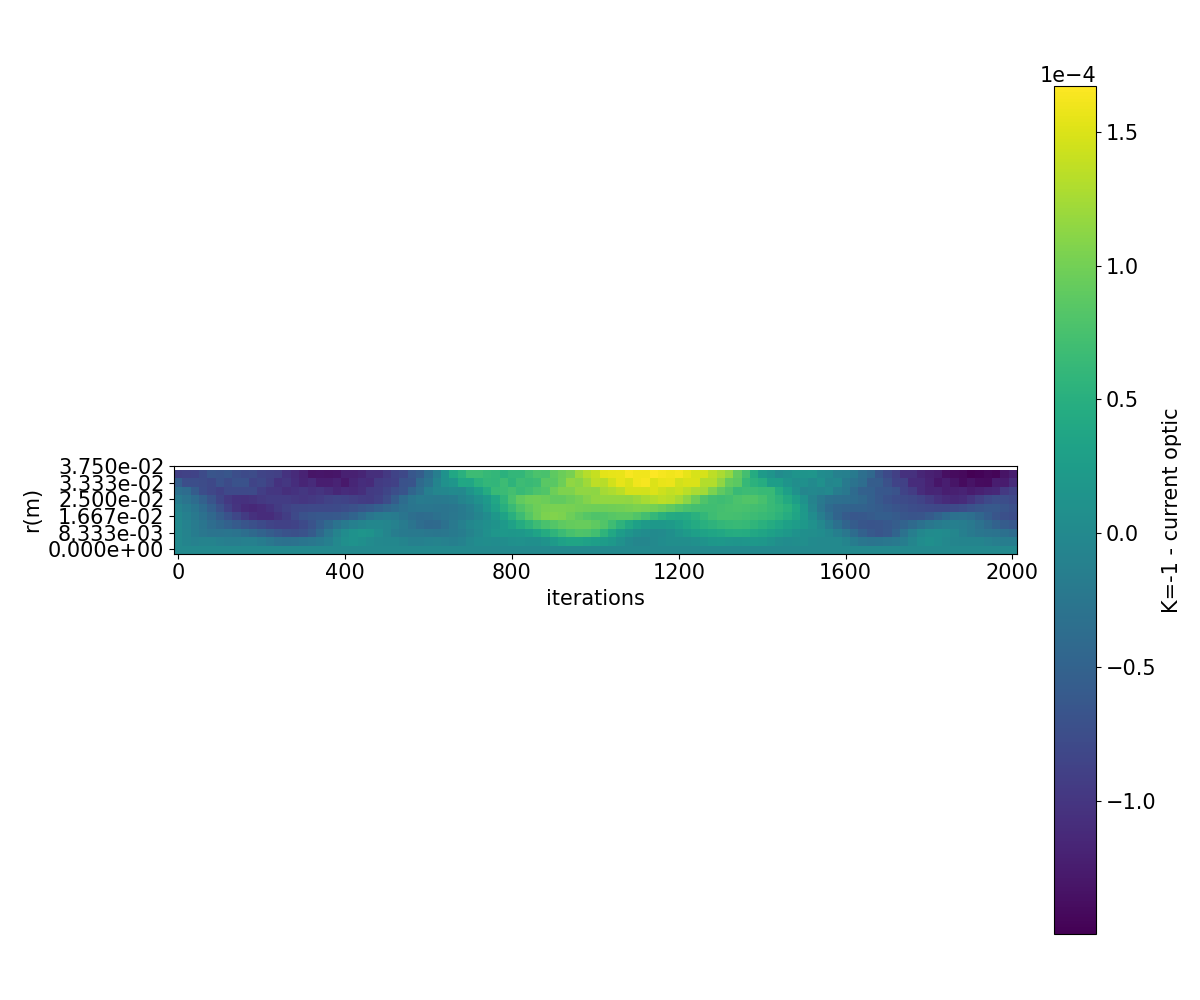 1e−4
1.5
1.0
0.5
0.0
−0.5
−1.0
K=-1 - current optic
3.750e-02
3.333e-02
2.500e-02
1.667e-02
8.333e-03
0.000e+00
r(m)
0 400 800 1200 1600 2000
iterations